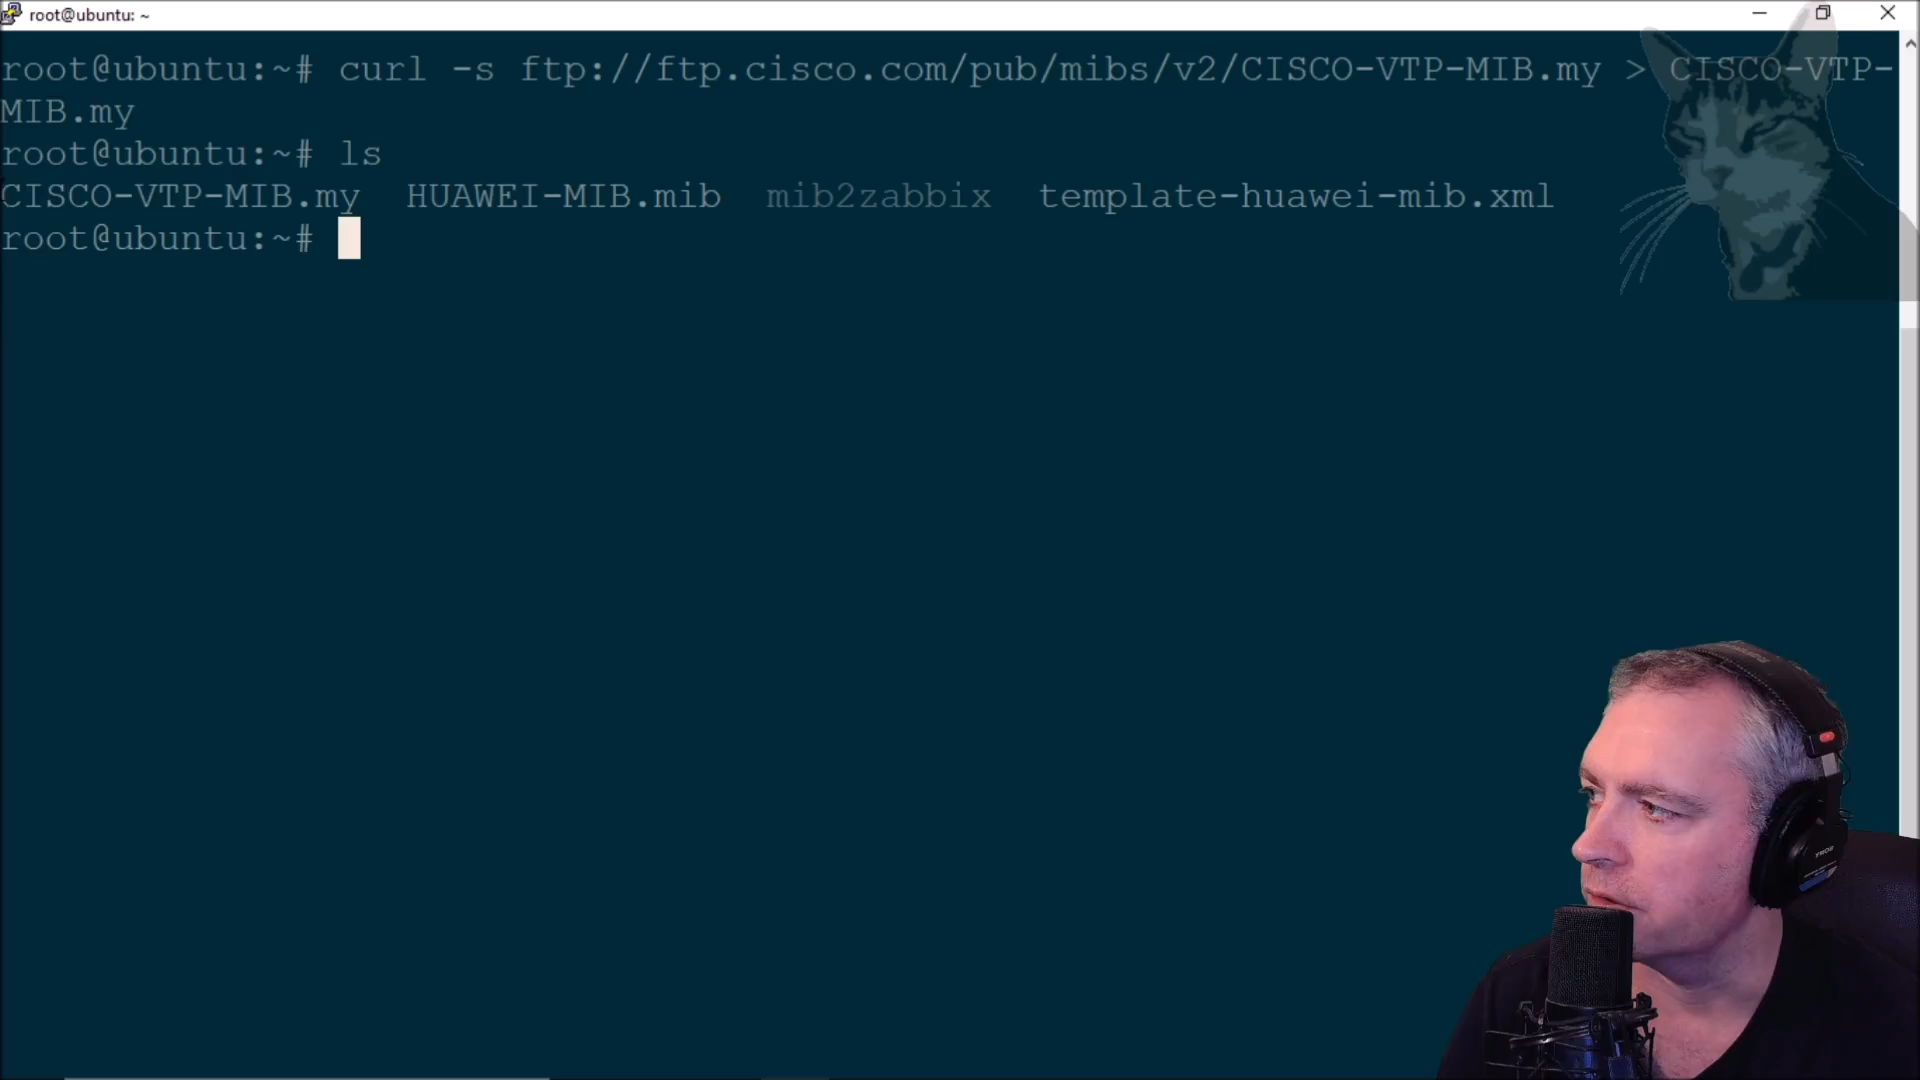 root@ubuntu: ~
root@ubuntu:~# curl -s ftp://ftp.cisco.com/pub/mibs/v2/CISCO-VTP-MIB.my > CISCO-VTP-
MIB.my
root@ubuntu:~# ls
CISCO-VTP-MIB.my HUAWEI-MIB.mib mib2zabbix template-huawei-mib.xml
root@ubuntu:~#
SONY